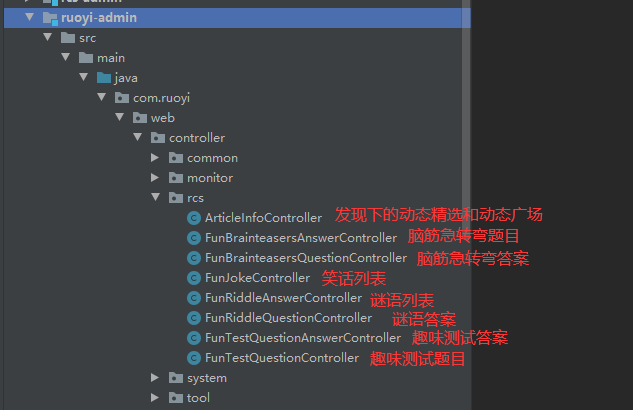 ruoyi-admin
src
main
java
com.ruoyi
web
controller
common
monitor
rcs
ArticleInfoController 发现下的动态精选和动态广场
FunBrainteasersAnswerController 脑筋急转弯题目
FunBrainteasersQuestionController 脑筋急转弯答案
FunJokeController 笑话列表
FunRiddleAnswerController 谜语列表
FunRiddleQuestionController 谜语答案
FunTestQuestionAnswerController 趣味测试答案
FunTestQuestionController 趣味测试题目
system
tool